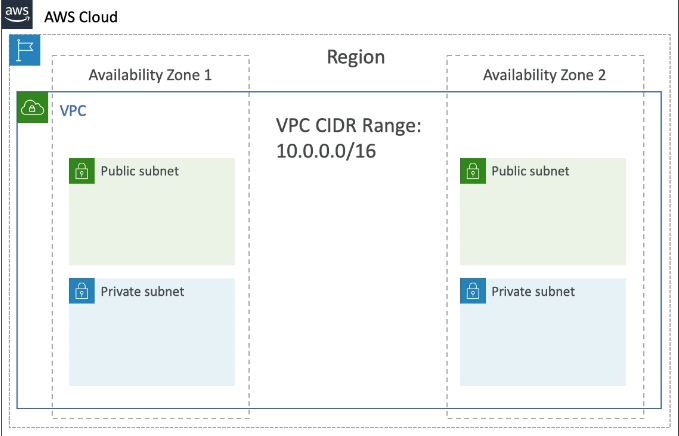 aws
AWS Cloud
Region
Availability Zone 1
Availability Zone 2
VPC
VPC CIDR Range:
10.0.0.0/16
Public subnet
Public subnet
Private subnet
Private subnet